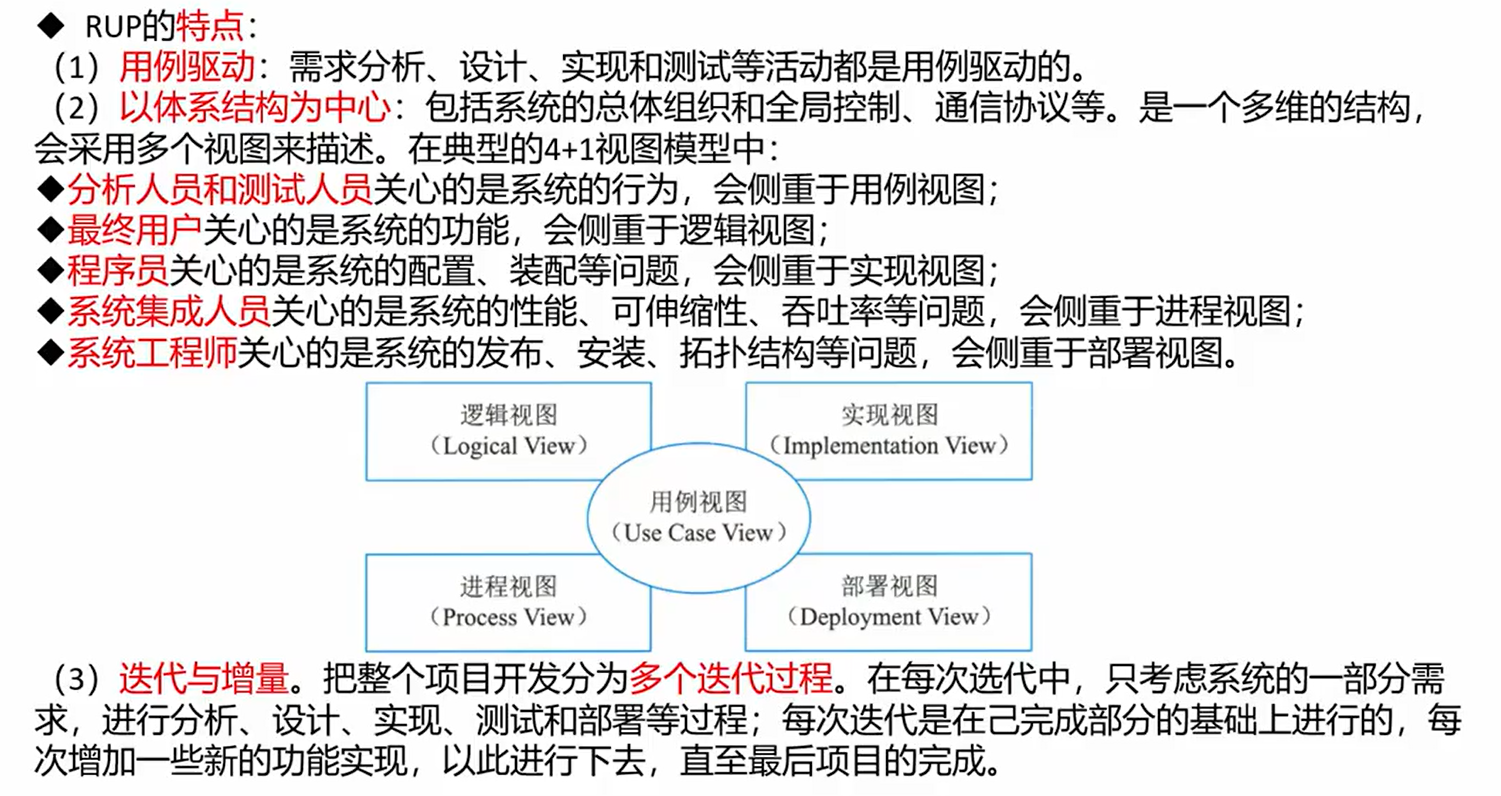 ◆ RUP的特点：
（1）用例驱动：需求分析、设计、实现和测试等活动都是用例驱动的。
（2）以体系结构为中心：包括系统的总体组织和全局控制、通信协议等。是一个多维的结构，
会采用多个视图来描述。在典型的4+1视图模型中：
◆分析人员和测试人员关心的是系统的行为，会侧重于用例视图；
◆最终用户关心的是系统的功能，会侧重于逻辑视图；
◆程序员关心的是系统的配置、装配等问题，会侧重于实现视图；
◆系统集成人员关心的是系统的性能、可伸缩性、吞吐率等问题，会侧重于进程视图；
◆系统工程师关心的是系统的发布、安装、拓扑结构等问题，会侧重于部署视图。
逻辑视图
（Logical View）
实现视图
（Implementation View）
用例视图
（Use Case View）
进程视图
（Process View）
部署视图
（Deployment View）
（3）迭代与增量。把整个项目开发分为多个迭代过程。在每次选代中，只考虑系统的一部分需
求，进行分析、设计、实现、测试和部署等过程；每次迭代是在己完成部分的基础上进行的，每
次增加一些新的功能实现，以此进行下去，直至最后项目的完成。